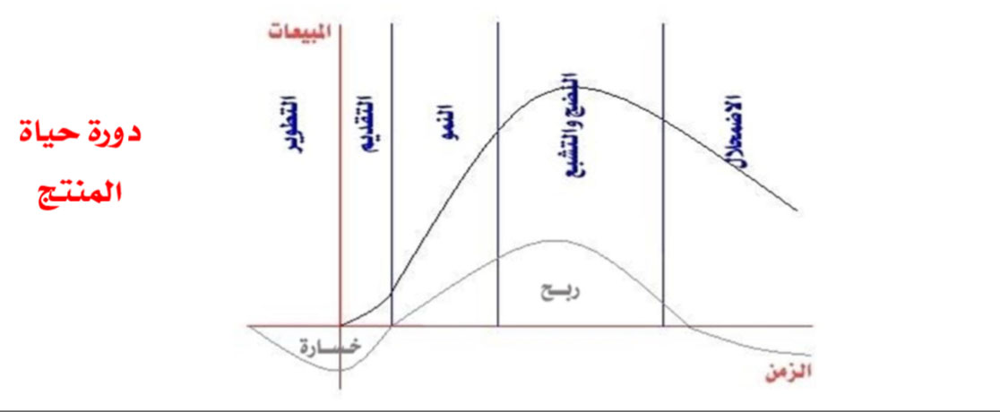 دورة حياة
المنتج
المبيعات
التطوير
التقديم
النمو
النضج والتشبع
الاضمحلال
ربح
خسارة
الزمن